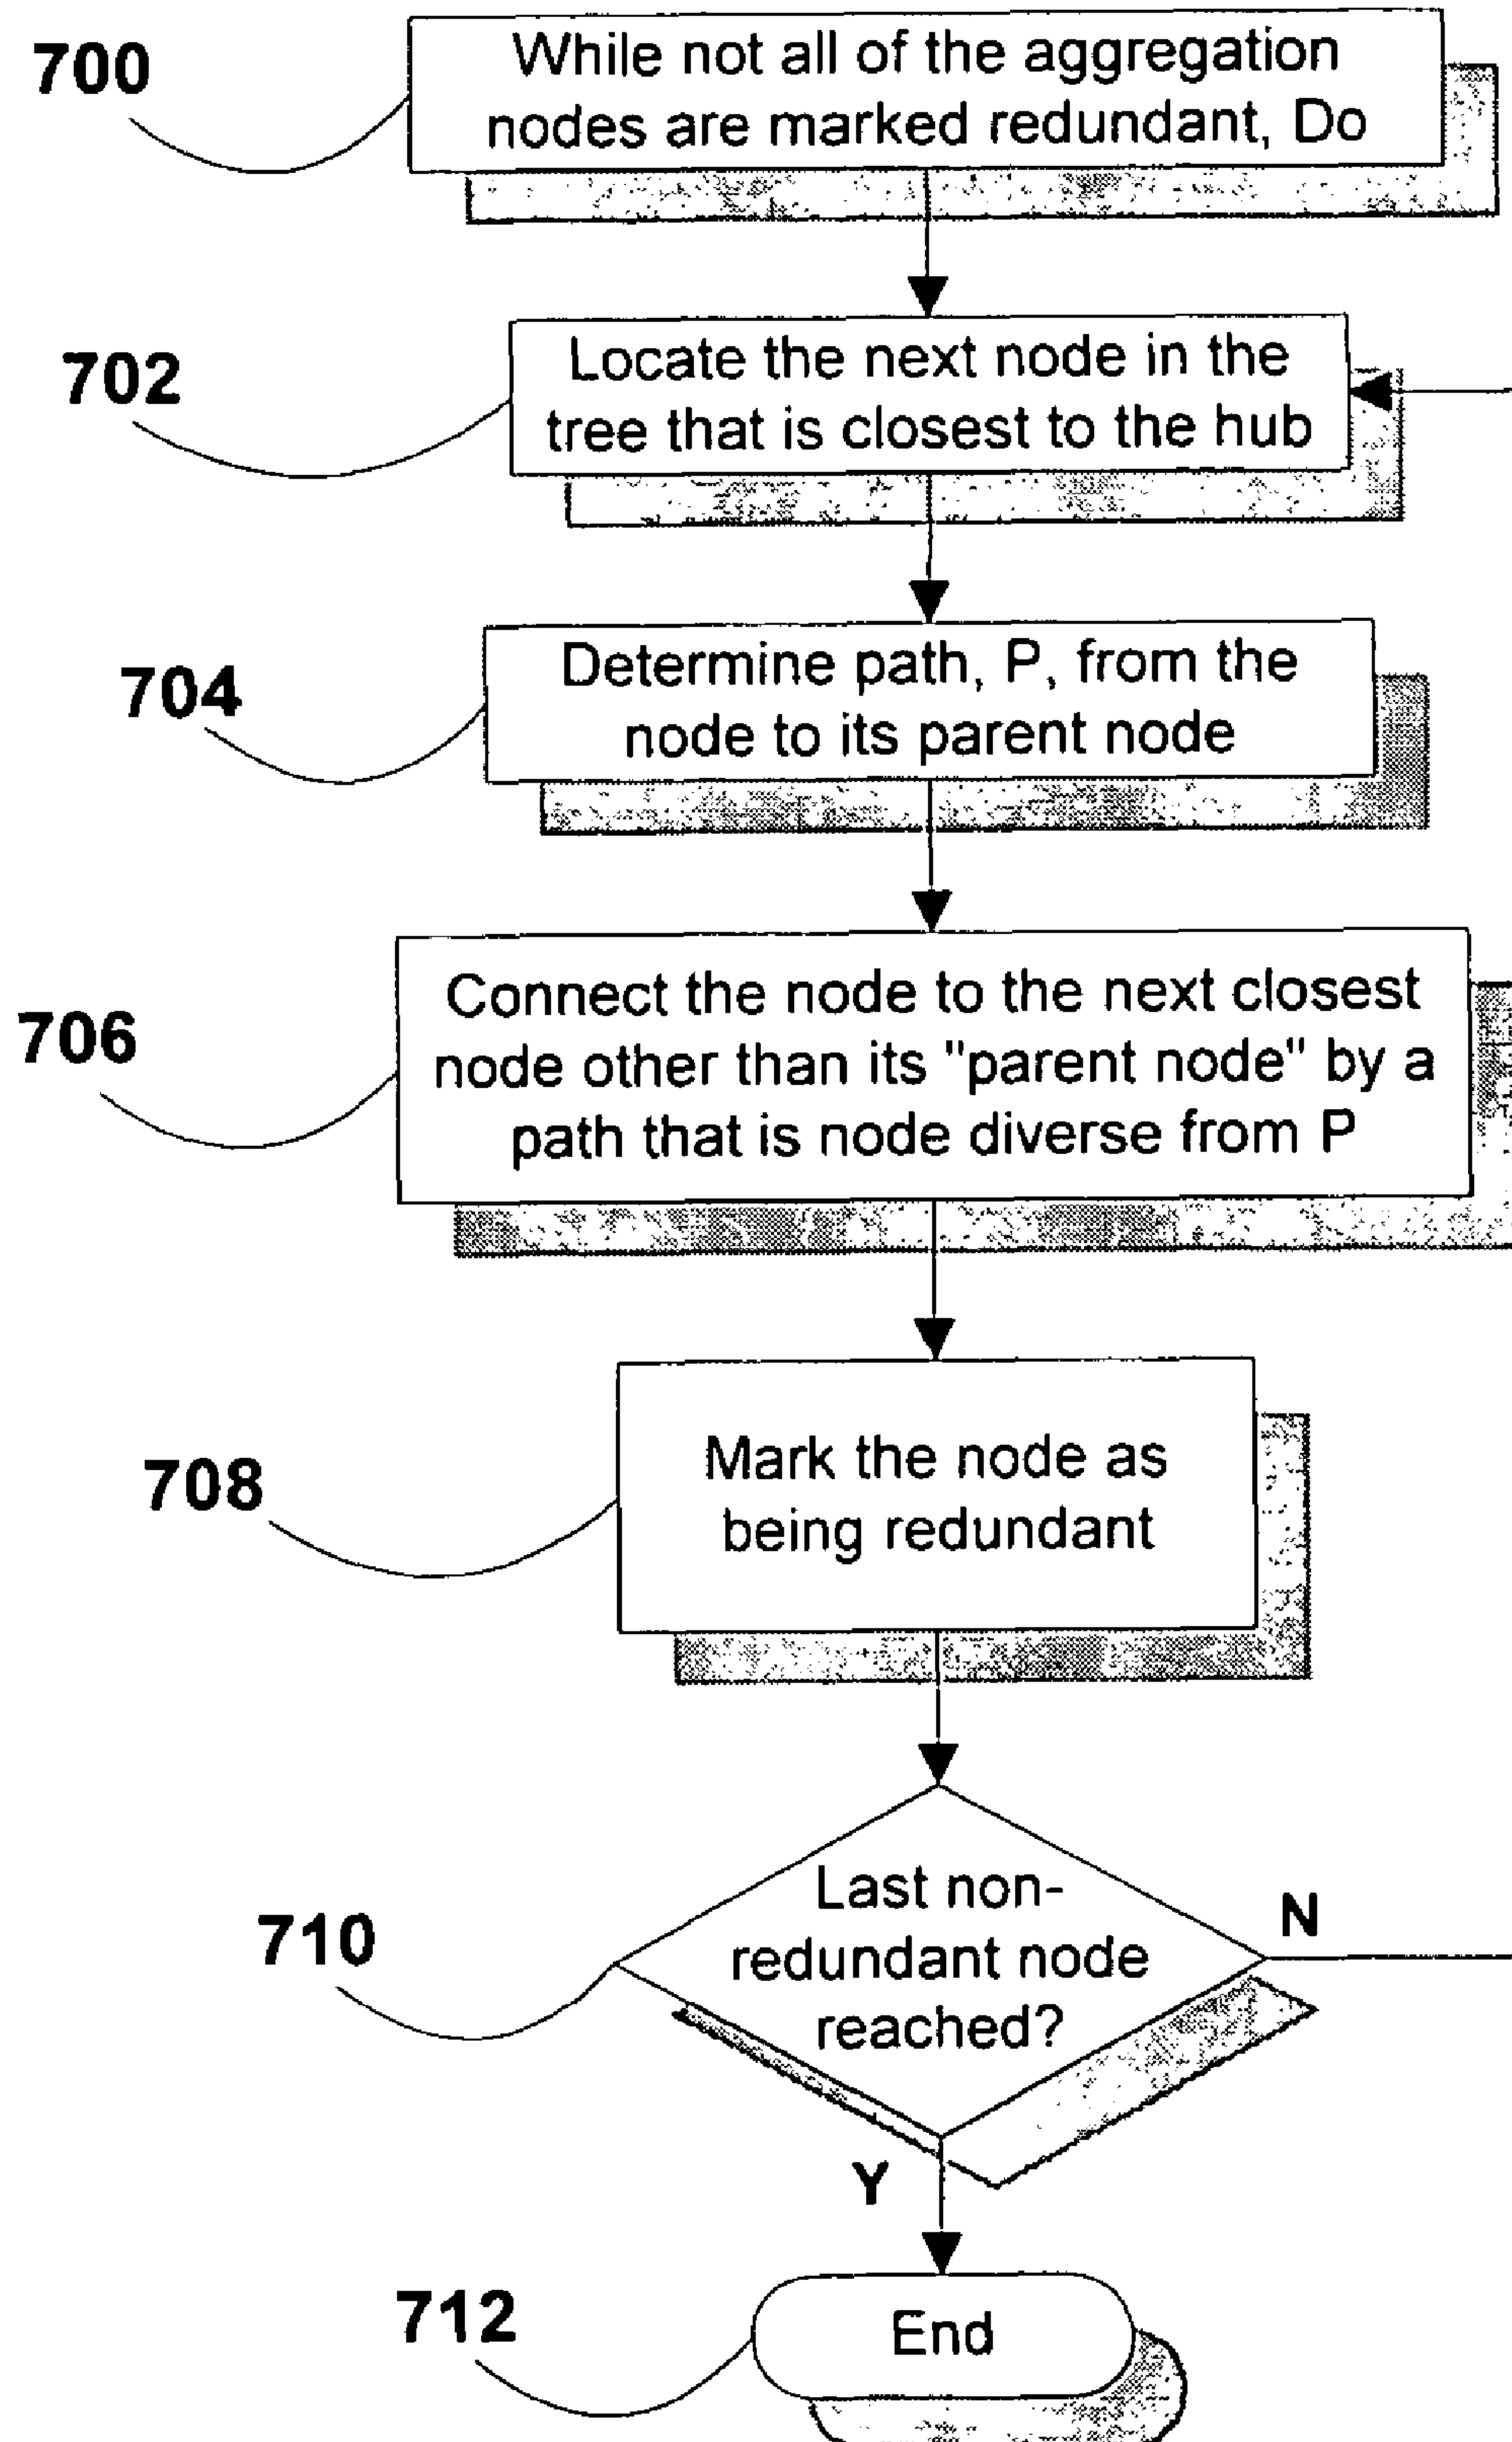 700
While not all of the aggregation
nodes are marked redundant, Do
702
Locate the next node in the
tree that is closest to the hub
704
Determine path, P, from the
node to its parent node
706
Connect the node to the next closest
node other than its "parent node" by a
path that is node diverse from P
708
Mark the node as
being redundant
710
Last non-
redundant node
reached?
N
Y
712
End